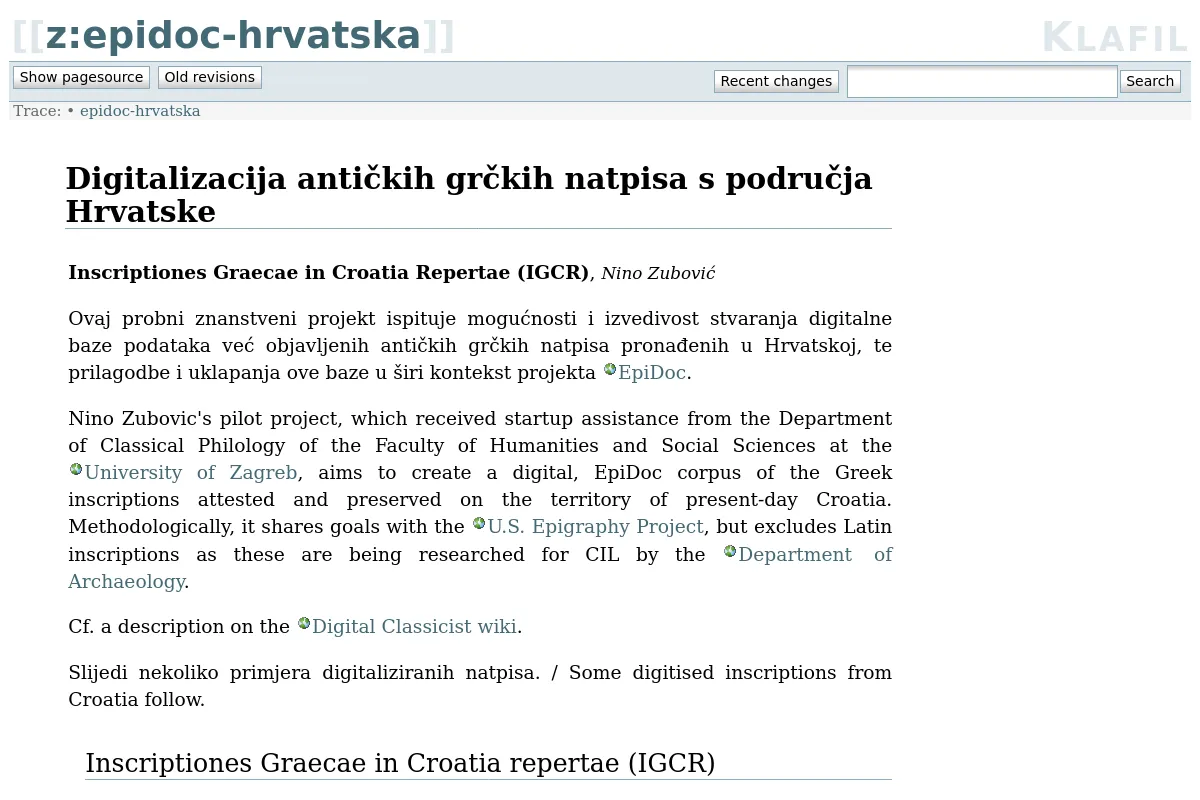 [[z:epidoc-hrvatska]]
KLAFIL
Show pagesource
Old revisions
Recent changes
Search
Trace: • epidoc-hrvatska
Digitalizacija antičkih grčkih natpisa s područja
Hrvatske
Inscriptiones Graecae in Croatia Repertae (IGCR), Nino Zubović
Ovaj probni znanstveni projekt ispituje mogućnosti i izvedivost stvaranja digitalne
baze podataka već objavljenih antičkih grčkih natpisa pronađenih u Hrvatskoj, te
prilagodbe i uklapanja ove baze u širi kontekst projekta EpiDoc.
Nino Zubovic's pilot project, which received startup assistance from the Department
of Classical Philology of the Faculty of Humanities and Social Sciences at the
University of Zagreb, aims to create a digital, EpiDoc corpus of the Greek
inscriptions attested and preserved on the territory of present-day Croatia.
Methodologically, it shares goals with the U.S. Epigraphy Project, but excludes Latin
inscriptions as these are being researched for CIL by the Department of
Archaeology.
Cf. a description on the Digital Classicist wiki.
Slijedi nekoliko primjera digitaliziranih natpisa. / Some digitised inscriptions from
Croatia follow.
Inscriptiones Graecae in Croatia repertae (IGCR)